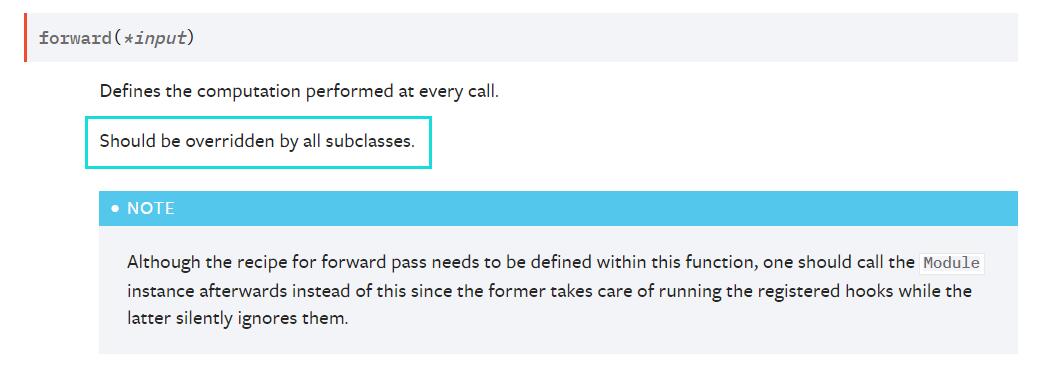 forward(*input)
Defines the computation performed at every call.
Should be overridden by all subclasses.
• NOTE
Although the recipe for forward pass needs to be defined within this function, one should call the Module
instance afterwards instead of this since the former takes care of running the registered hooks while the
latter silently ignores them.